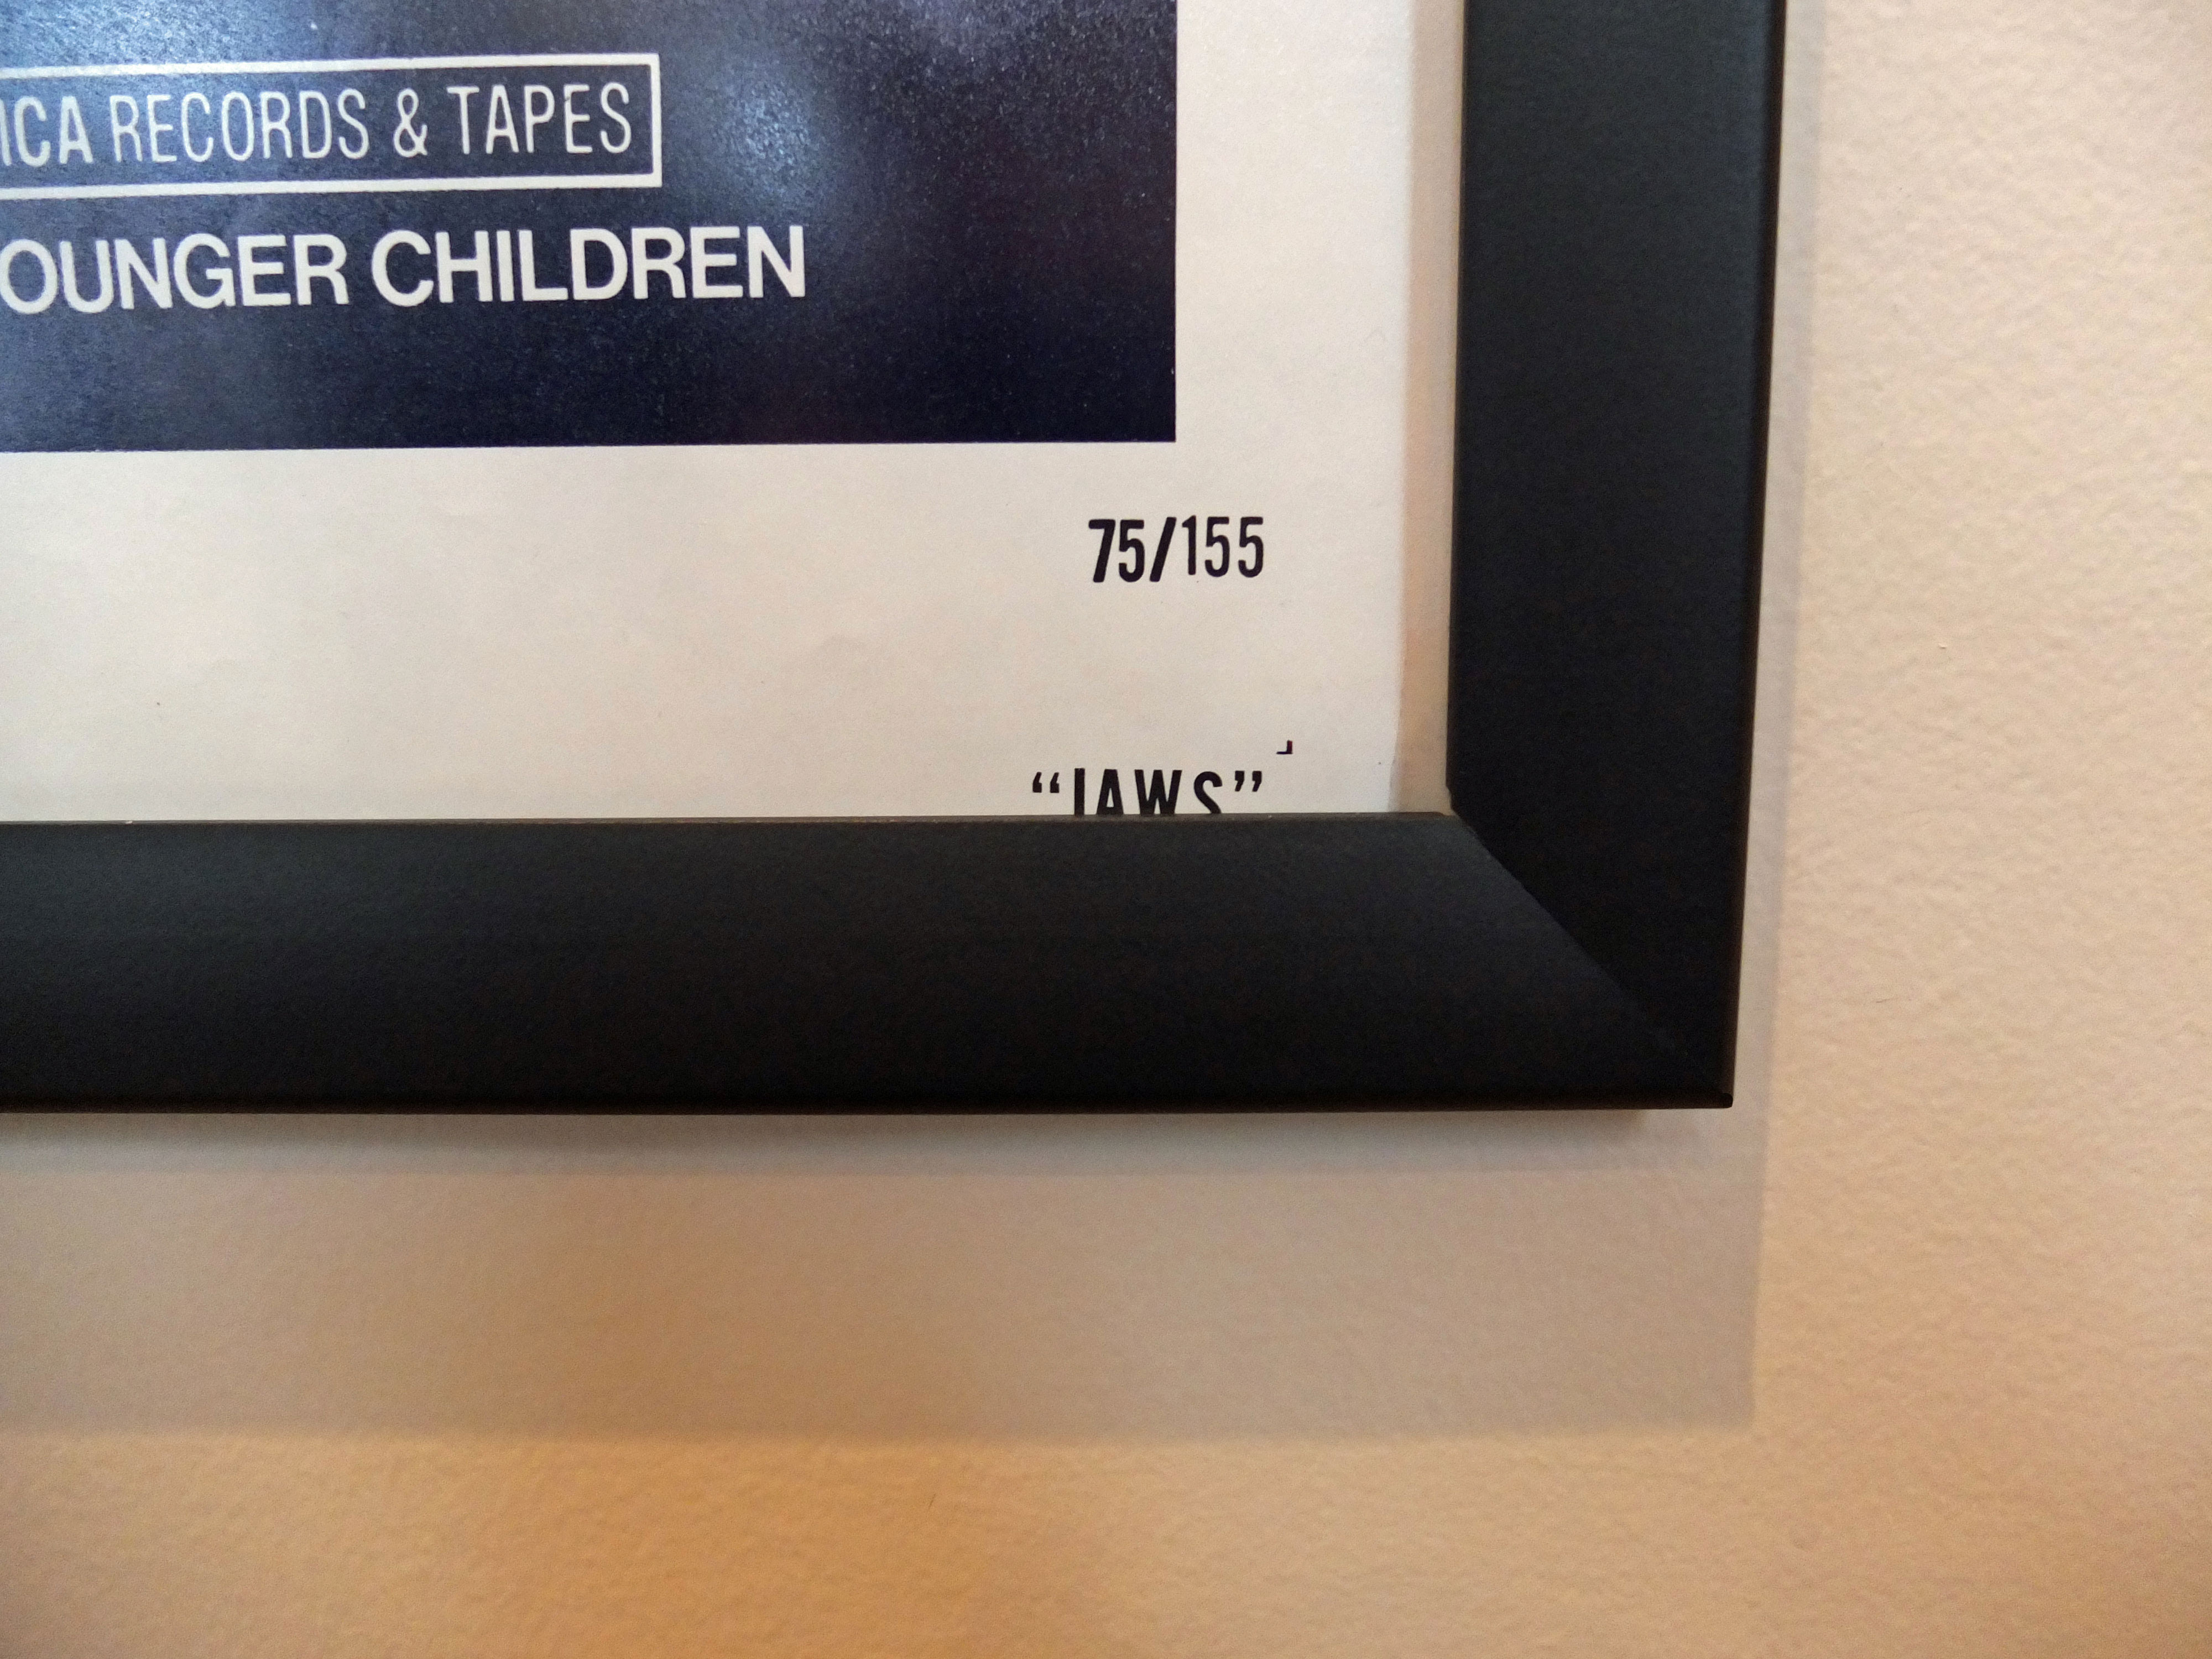 ICA RECORDS & TAPES
OUNGER CHILDREN
75/155
“JAWS”